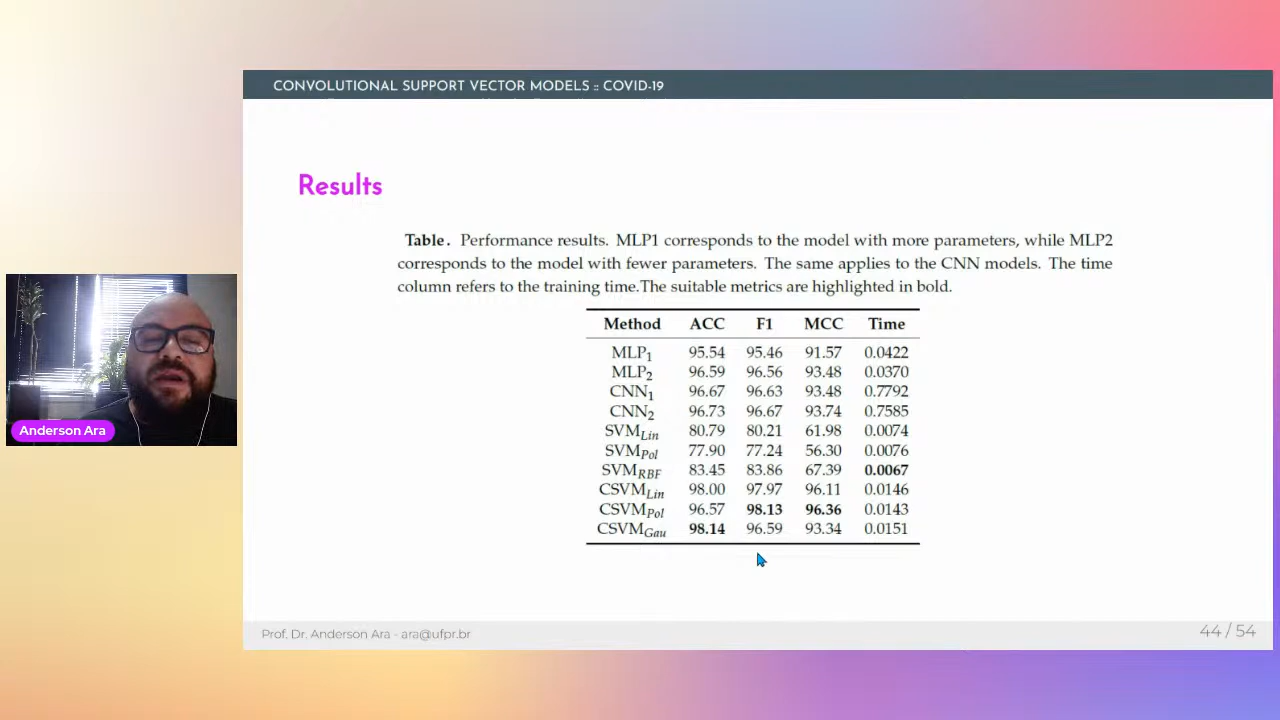 CONVOLUTIONAL SUPPORT VECTOR MODELS :: COVID-19
Results
Table. Performance results. MLP1 corresponds to the model with more parameters, while MLP2
corresponds to the model with fewer parameters. The same applies to the CNN models. The time
column refers to the training time.The suitable metrics are highlighted in bold.
Method ACC F1 MCC Time
MLP1 95.54 95.46 91.57 0.0422
MLP2 96.59 96.56 93.48 0.0370
CNN1 96.67 96.63 93.48 0.7792
CNN2 96.73 96.67 93.74 0.7585
SVMLin 80.79 80.21 61.98 0.0074
SVMPol 77.90 77.24 56.30 0.0076
SVMRBF 83.45 83.86 67.39 0.0067
CSVMLin 98.00 97.97 96.11 0.0146
CSVMPol 96.57 98.13 96.36 0.0143
CSVMGau 98.14 96.59 93.34 0.0151
Anderson Ara
Prof. Dr. Anderson Ara - ara@ufpr.br
44 / 54